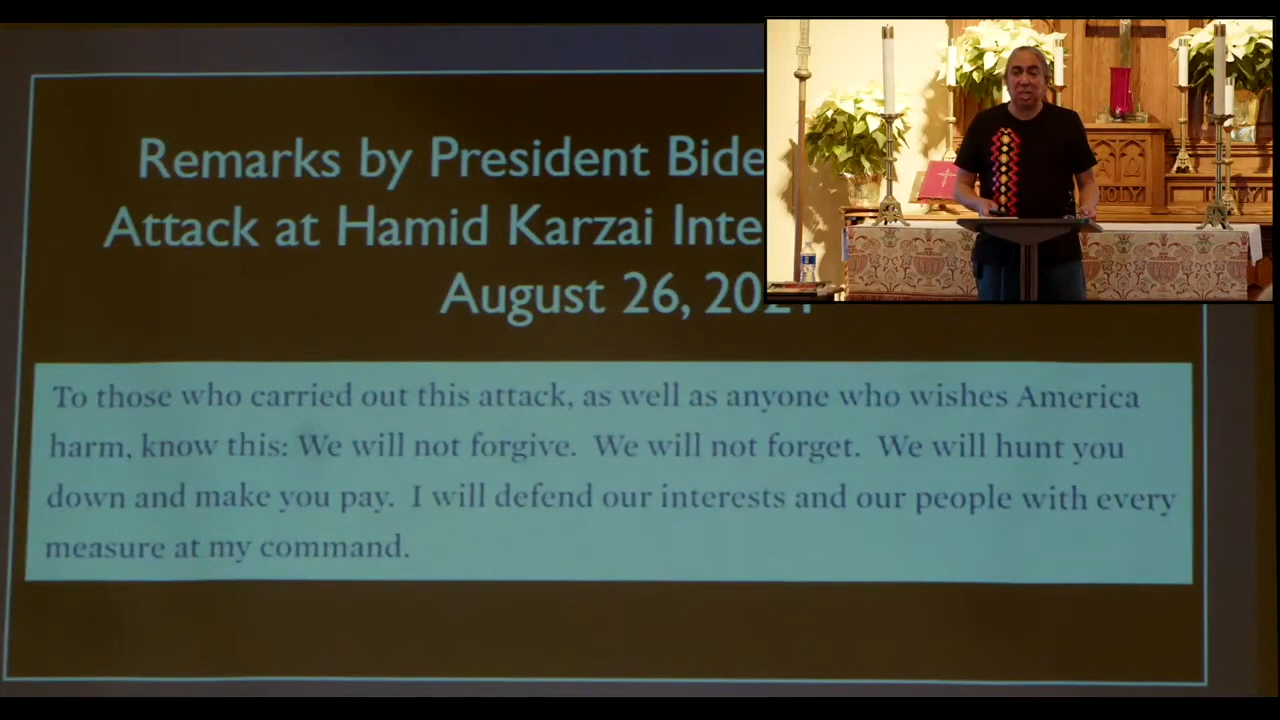 Remarks by President Bide
Attack at Hamid Karzai Inte
August 26, 202
To those who carried out this attack, as well as anyone who wishes America
harm, know this: We will not forgive.  We will not forget.  We will hunt you
down and make you pay.  I will defend our interests and our people with every
measure at my command.
HOLY